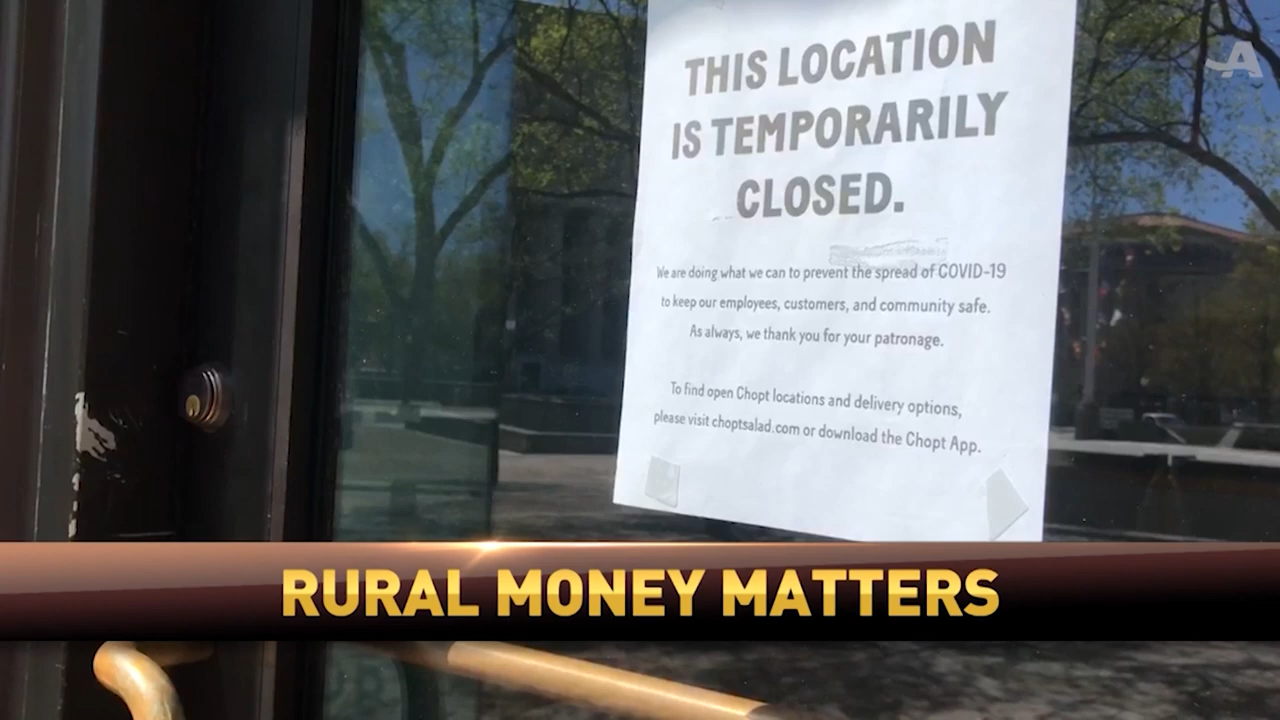 THIS LOCATION
IS TEMPORARILY
CLOSED.
We are doing what we can to prevent the spread of COVID-19
to keep our employees, customers, and community safe.
As always, we thank you for your patronage.
To find open Chopt locations and delivery options,
please visit choptsalad.com or download the Chopt App.
RURAL MONEY MATTERS